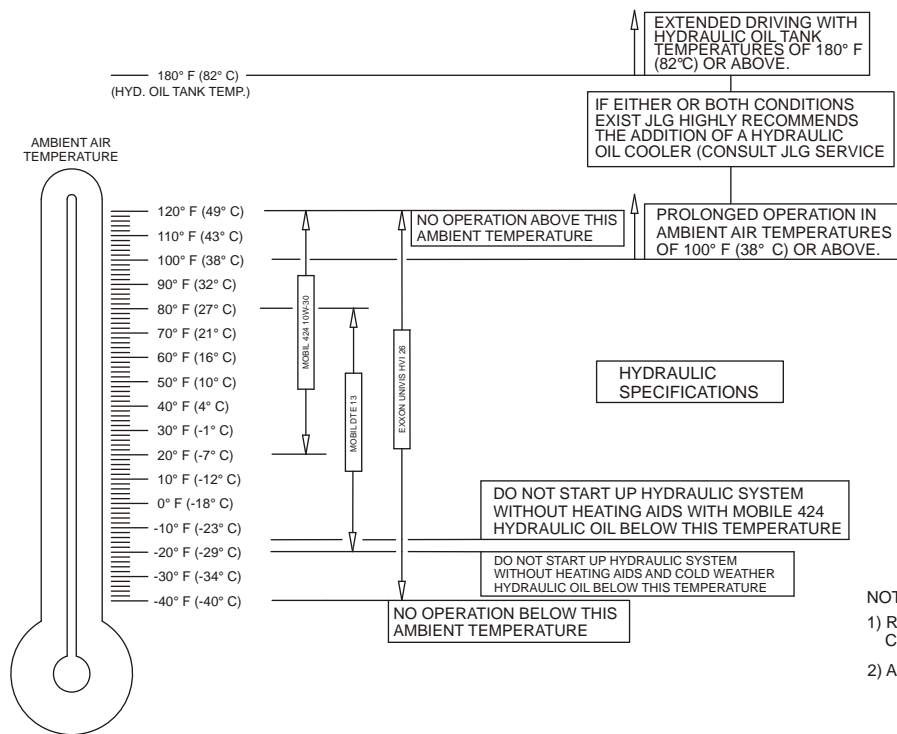 EXTENDED DRIVING WITH
HYDRAULIC OIL TANK
TEMPERATURES OF 180° F
(82°C) OR ABOVE.
180° F (82° C)
(HYD. OIL TANK TEMP.)
IF EITHER OR BOTH CONDITIONS
EXIST JLG HIGHLY RECOMMENDS
THE ADDITION OF A HYDRAULIC
OIL COOLER (CONSULT JLG SERVICE
AMBIENT AIR
TEMPERATURE
120° F (49° C)
110° F (43° C)
100° F (38° C)
90° F (32° C)
80° F (27° C)
70° F (21° C)
60° F (16° C)
50° F (10° C)
40° F (4° C)
30° F (-1° C)
20° F (-7° C)
10° F (-12° C)
0° F (-18° C)
-10° F (-23° C)
-20° F (-29° C)
-30° F (-34° C)
-40° F (-40° C)
NO OPERATION ABOVE THIS
AMBIENT TEMPERATURE
PROLONGED OPERATION IN
AMBIENT AIR TEMPERATURES
OF 100° F (38° C) OR ABOVE.
MOBIL 424 10W-30
MOBIL DTE 13
EXXON UNIVIS HVI 26
HYDRAULIC
SPECIFICATIONS
DO NOT START UP HYDRAULIC SYSTEM
WITHOUT HEATING AIDS WITH MOBILE 424
HYDRAULIC OIL BELOW THIS TEMPERATURE
DO NOT START UP HYDRAULIC SYSTEM
WITHOUT HEATING AIDS AND COLD WEATHER
HYDRAULIC OIL BELOW THIS TEMPERATURE
NO OPERATION BELOW THIS
AMBIENT TEMPERATURE
NOT
1) R
C
2) A